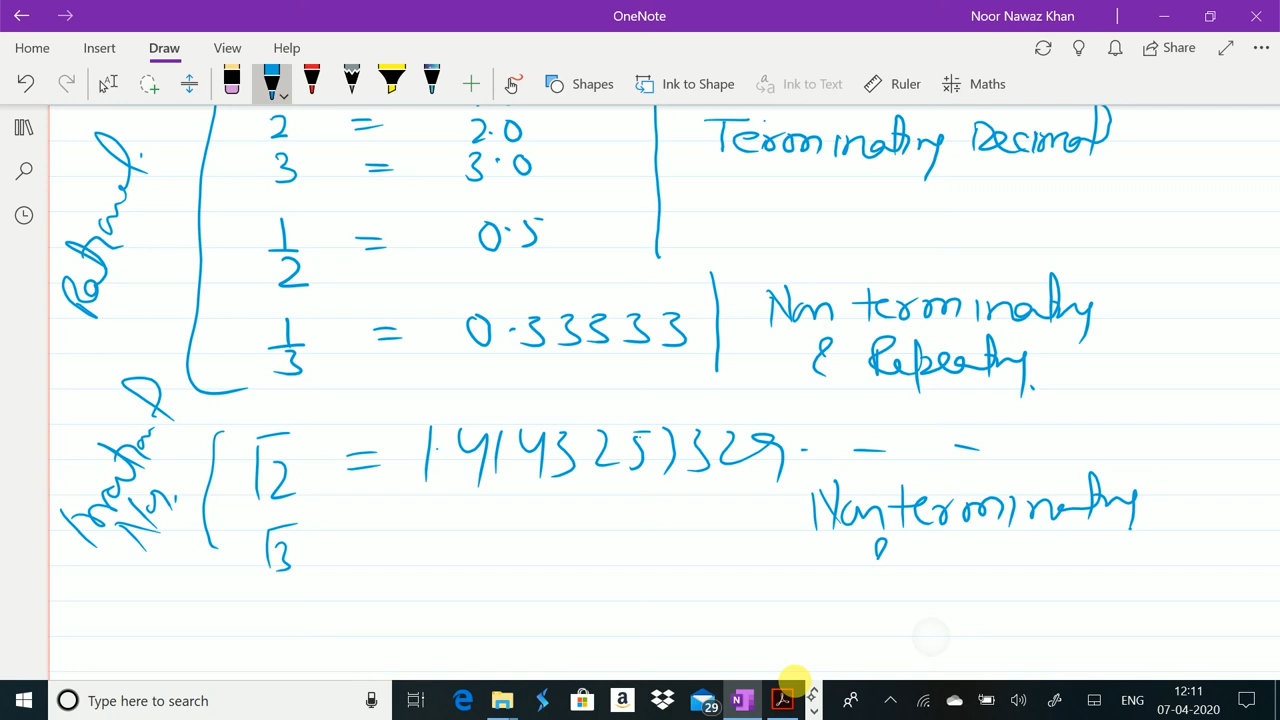 OneNote
Noor Nawaz Khan
Home Insert Draw View Help
Share
Shapes Ink to Shape Ink to Text Ruler Maths
2 = 2.0
3 = 3.0
Terminating Decimal
Rational.
1/2 = 0.5
1/3 = 0.33333
Non terminating
& Repeating.
Irrational
No.
√2 = 1.4143257329. - -
Non terminating
√3
Type here to search
29
ENG
12:11
07-04-2020